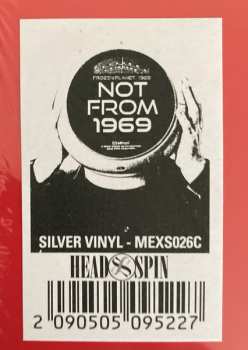 FROZEN PLANET 1969
NOT
FROM
1969
SILVER VINYL - MEXS026C
HEAD SPIN
2 090505 095227